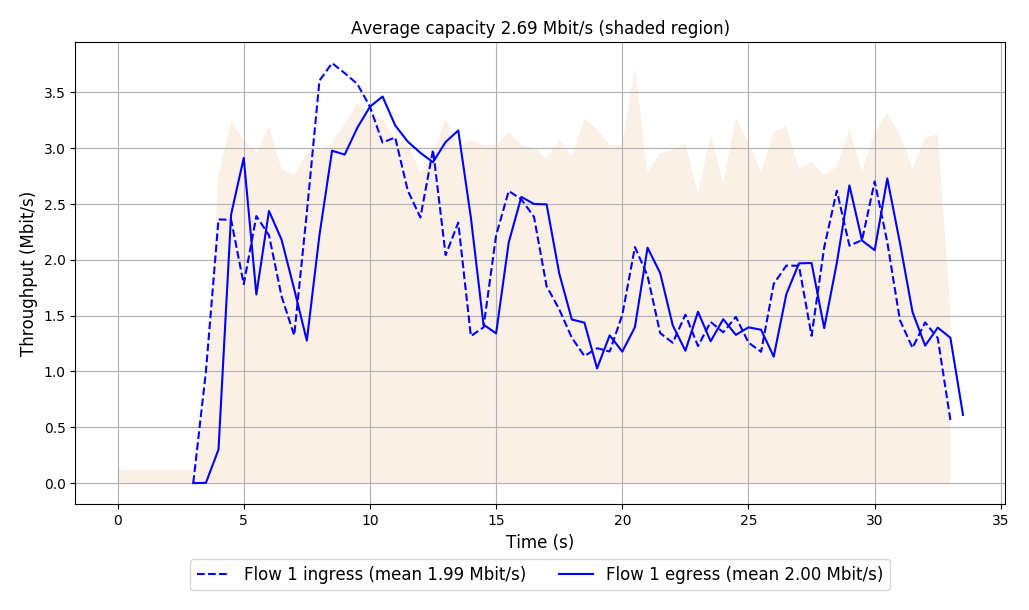 Average capacity 2.69 Mbit/s (shaded region)
Throughput (Mbit/s)
3.5
3.0
2.5
2.0
1.5
1.0
0.5
0.0
0 5 10 15 20 25 30 35
Time (s)
Flow 1 ingress (mean 1.99 Mbit/s) Flow 1 egress (mean 2.00 Mbit/s)